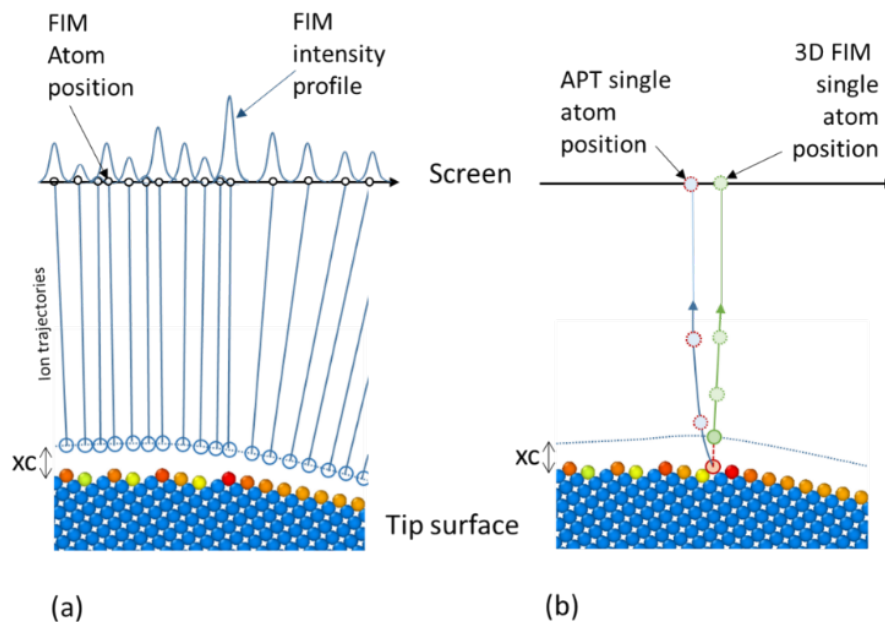 FIM
Atom
position
FIM
intensity
profile
APT single
atom
position
3D FIM
single
atom
position
Screen
Ion trajectories
XC
XC
Tip surface
(a)
(b)